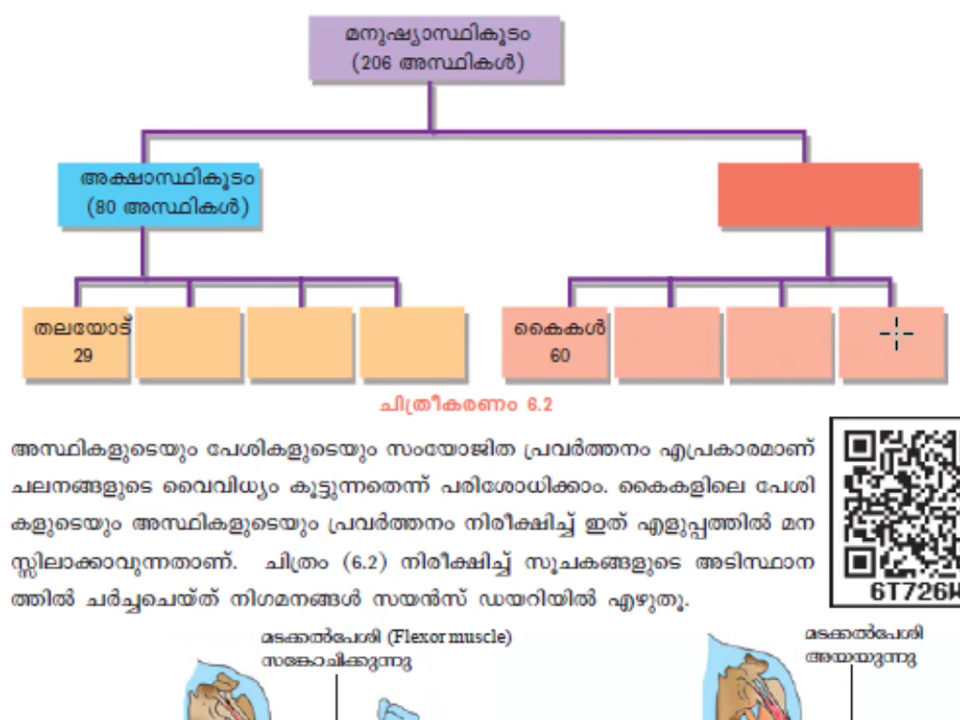 മനുഷ്യാസ്ഥികൂടം
(206 അസ്ഥികൾ)
അക്ഷാസ്ഥികൂടം
(80 അസ്ഥികൾ)
തലയോട്
29
കൈകൾ
60
ചിത്രീകരണം 6.2
അസ്ഥികളുടെയും പേശികളുടെയും സംയോജിത പ്രവർത്തനം എപ്രകാരമാണ്
ചലനങ്ങളുടെ വൈവിധ്യം കൂട്ടുന്നതെന്ന് പരിശോധിക്കാം. കൈകളിലെ പേശി
കളുടെയും അസ്ഥികളുടെയും പ്രവർത്തനം നിരീക്ഷിച്ച് ഇത് എളുപ്പത്തിൽ മന
സ്സിലാക്കാവുന്നതാണ്. ചിത്രം (6.2) നിരീക്ഷിച്ച് സൂചകങ്ങളുടെ അടിസ്ഥാന
ത്തിൽ ചർച്ചചെയ്ത് നിഗമനങ്ങൾ സയൻസ് ഡയറിയിൽ എഴുതൂ.
മടക്കൽപേശി (Flexor muscle)
സങ്കോചിക്കുന്നു
മടക്കൽപേശി
അയയുന്നു